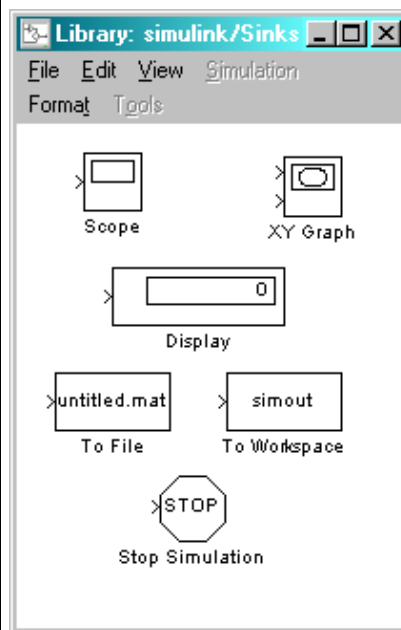 Library: simulink/Sinks
File Edit View Simulation
Format Tools
Scope
XY Graph
0
Display
untitled.mat
simout
To File
To Workspace
STOP
Stop Simulation